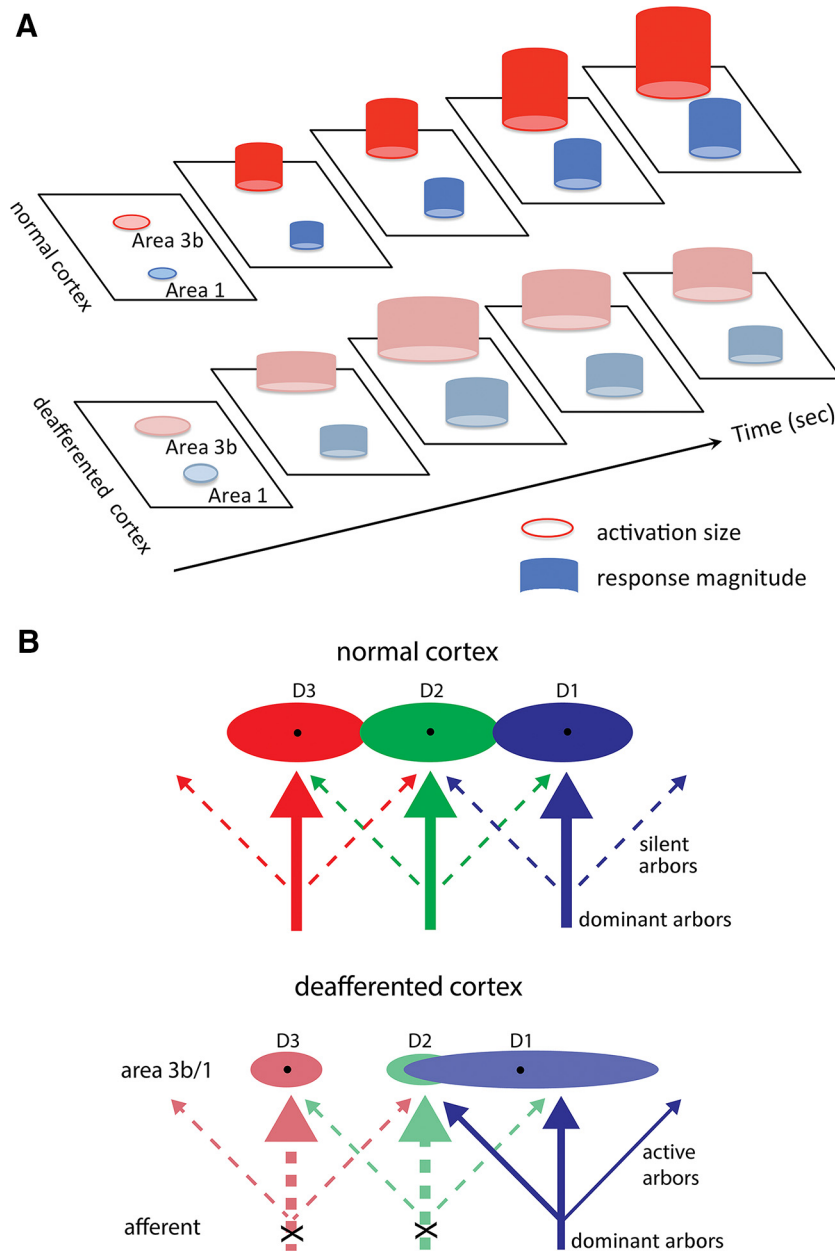 A
normal cortex
Area 3b
Area 1
deafferented cortex
Area 3b
Area 1
Time (sec)
activation size
response magnitude
B
normal cortex
D3 D2 D1
silent
arbors
dominant arbors
deafferented cortex
D3 D2 D1
area 3b/1
active
arbors
afferent
X X
dominant arbors